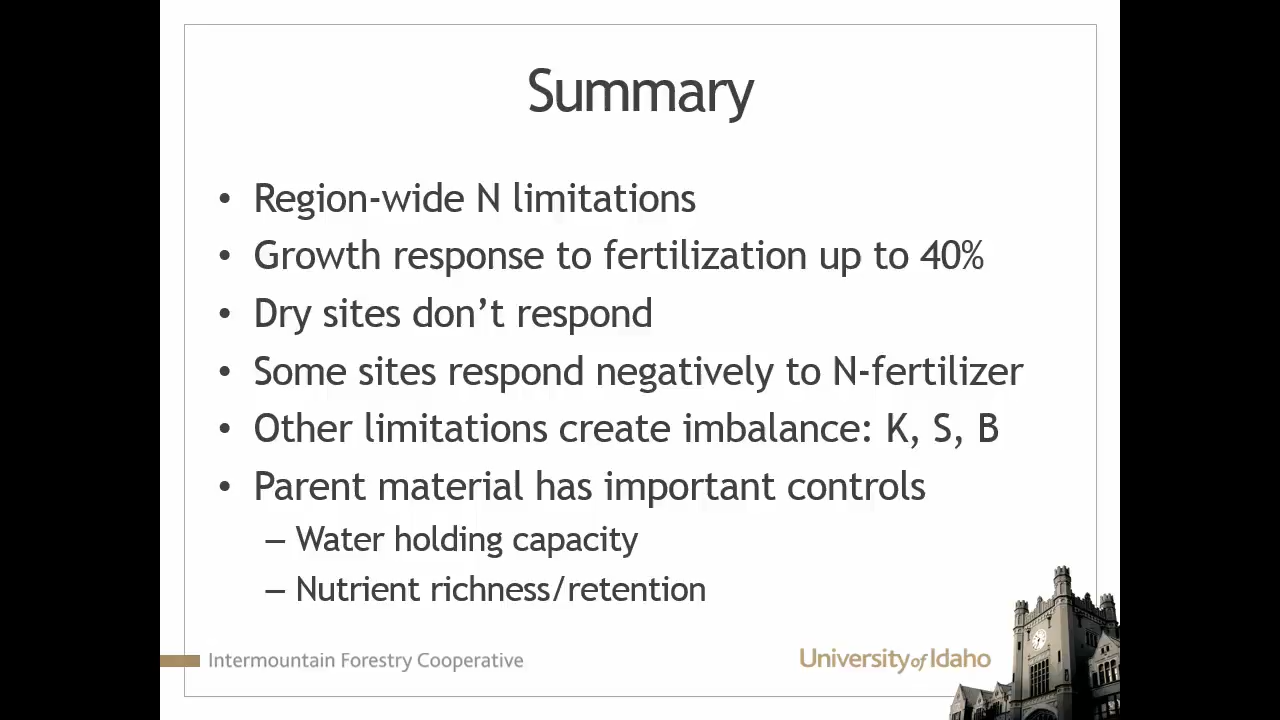 Summary
• Region-wide N limitations
• Growth response to fertilization up to 40%
• Dry sites don’t respond
• Some sites respond negatively to N-fertilizer
• Other limitations create imbalance: K, S, B
• Parent material has important controls
– Water holding capacity
– Nutrient richness/retention
Intermountain Forestry Cooperative
University of Idaho